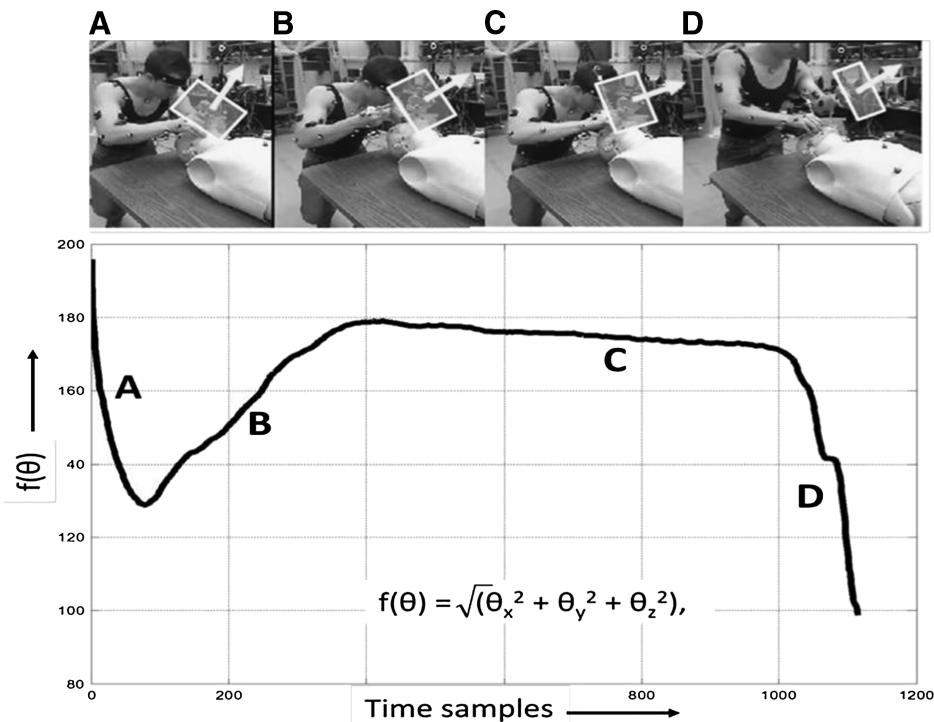 A B C D
200
180
160
40
120
100
80
f(θ)
A
B
C
D
f(θ) = √(θx² + θy² + θz²),
0 200 800 1000 1200
Time samples